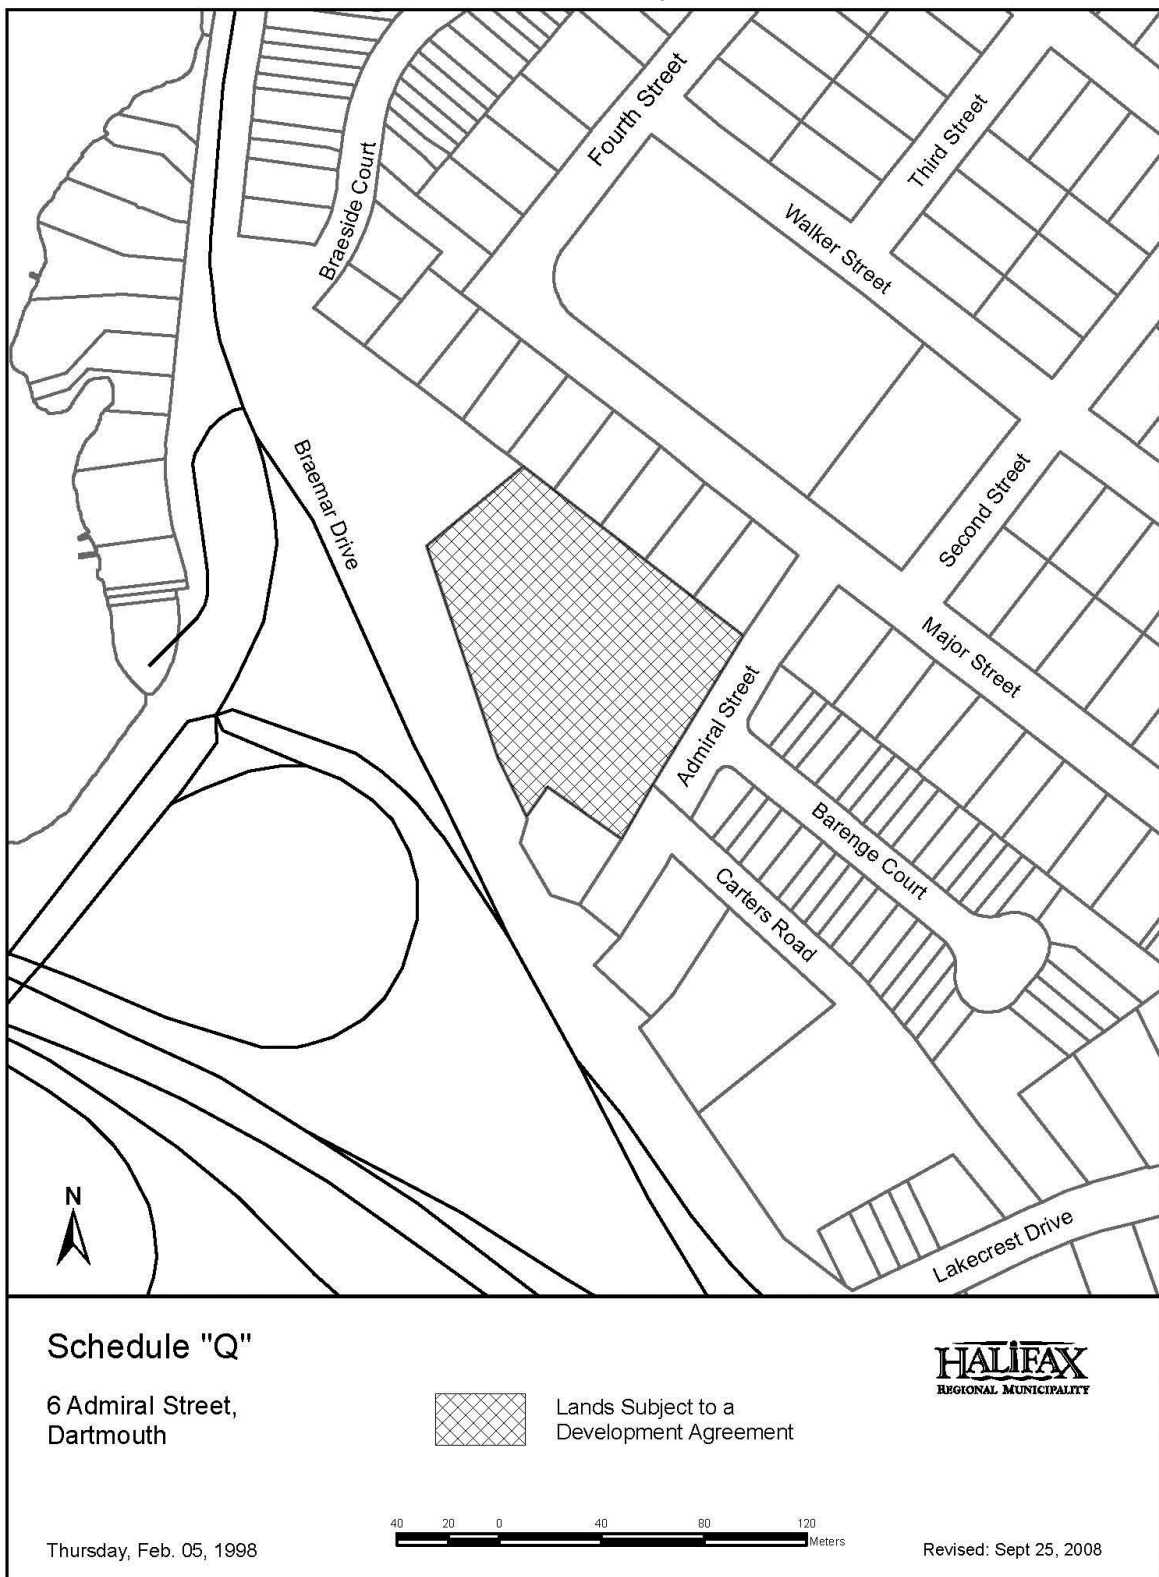 Fourth Street
Third Street
Braeside Court
Walker Street
Braemar Drive
Second Street
Major Street
Admiral Street
Barenge Court
Carters Road
N
Lakecrest Drive
Schedule "Q"
HALIFAX
REGIONAL MUNICIPALITY
6 Admiral Street,
Dartmouth
Lands Subject to a
Development Agreement
40 20 0 40 80 120
Meters
Thursday, Feb. 05, 1998
Revised: Sept 25, 2008